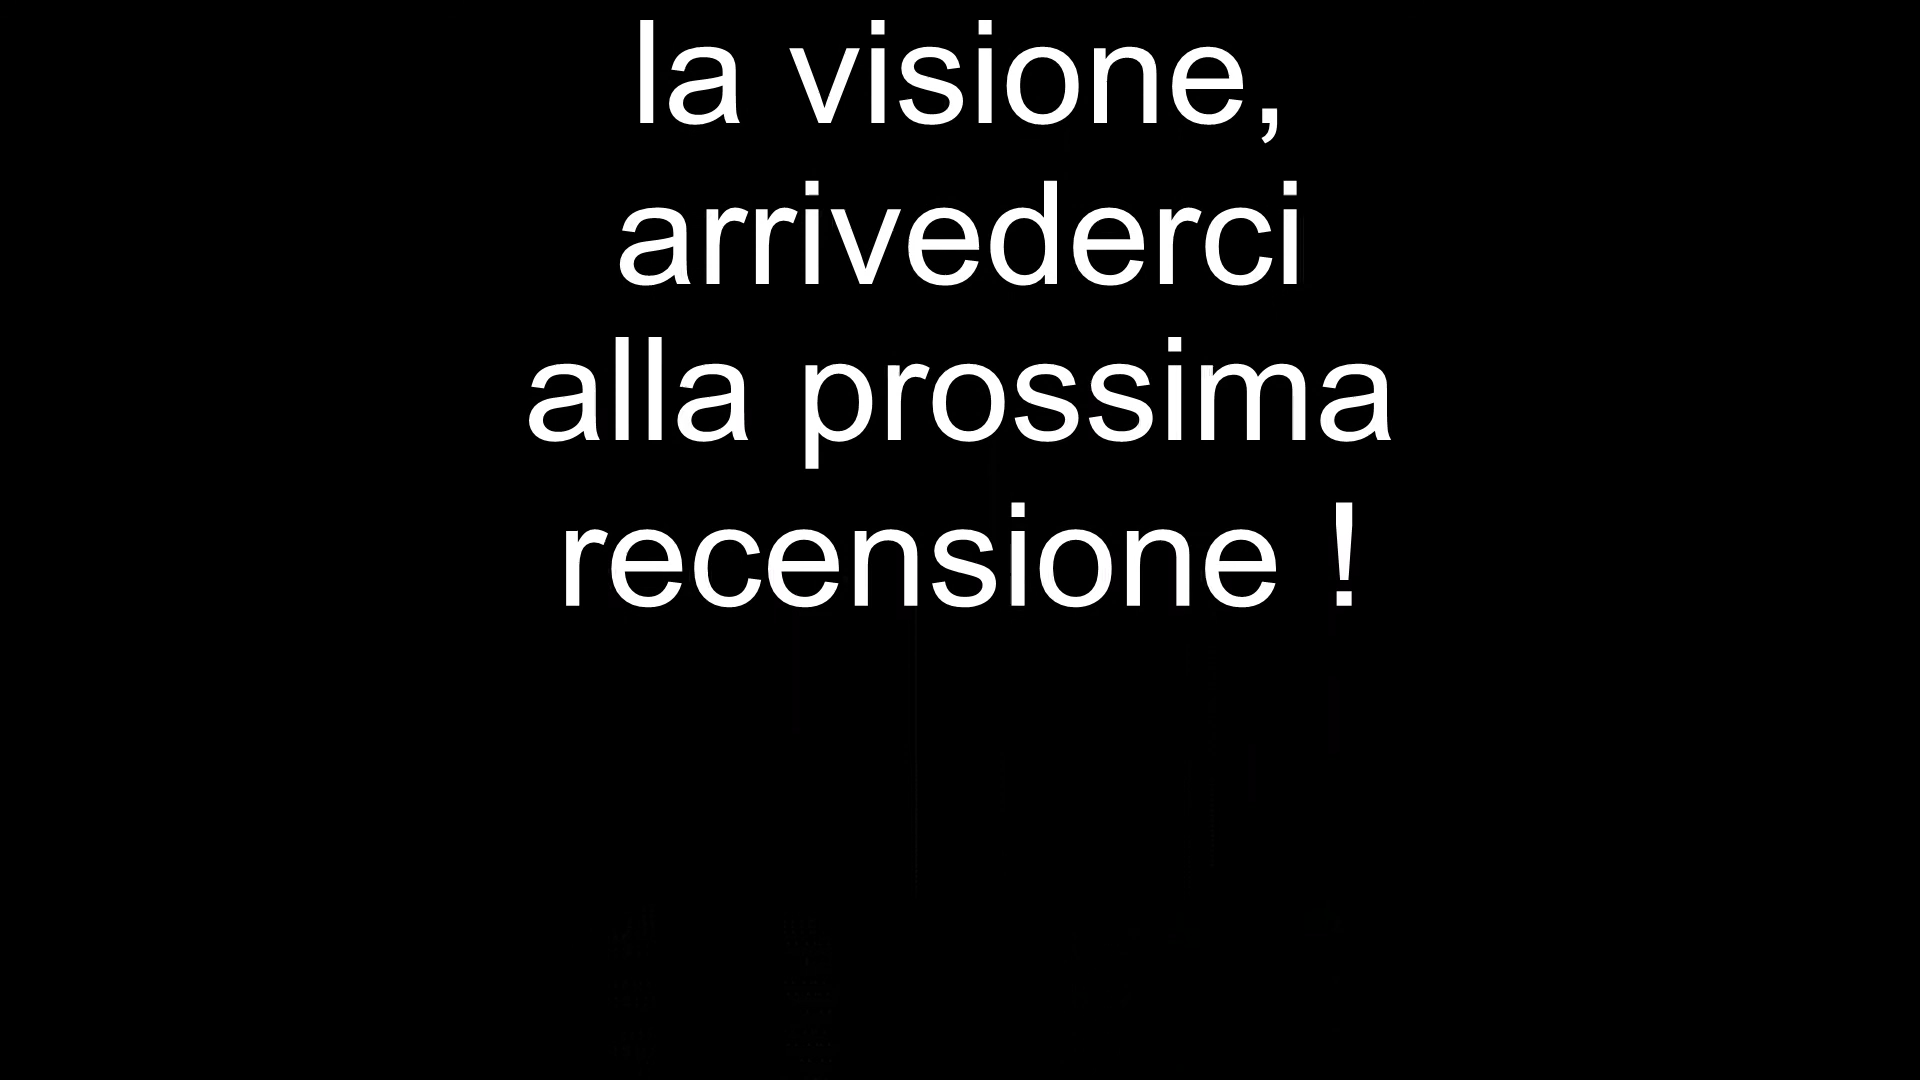 la visione,
arrivederci
alla prossima
recensione !